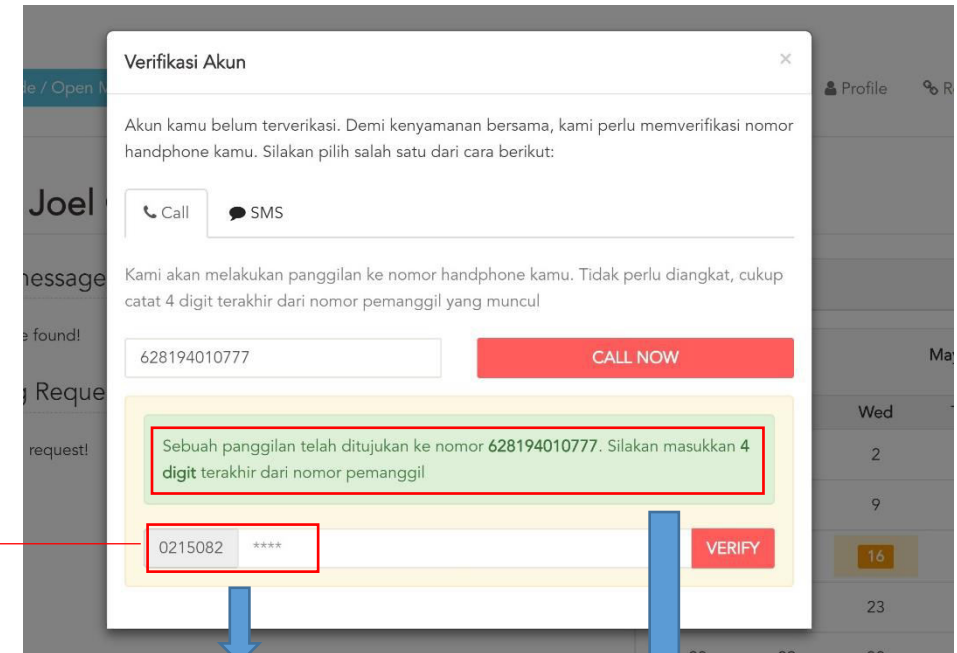 Verifikasi Akun
×
de / Open M
Profile
Akun kamu belum terverikasi. Demi kenyamanan bersama, kami perlu memverifikasi nomor
handphone kamu. Silakan pilih salah satu dari cara berikut:
Joel
Call
SMS
Kami akan melakukan panggilan ke nomor handphone kamu. Tidak perlu diangkat, cukup
catat 4 digit terakhir dari nomor pemanggil yang muncul
nessage
e found!
628194010777
CALL NOW
May
g Reque
Wed
Sebuah panggilan telah ditujukan ke nomor 628194010777. Silakan masukkan 4
digit terakhir dari nomor pemanggil
request!
2
9
0215082
****
VERIFY
16
23